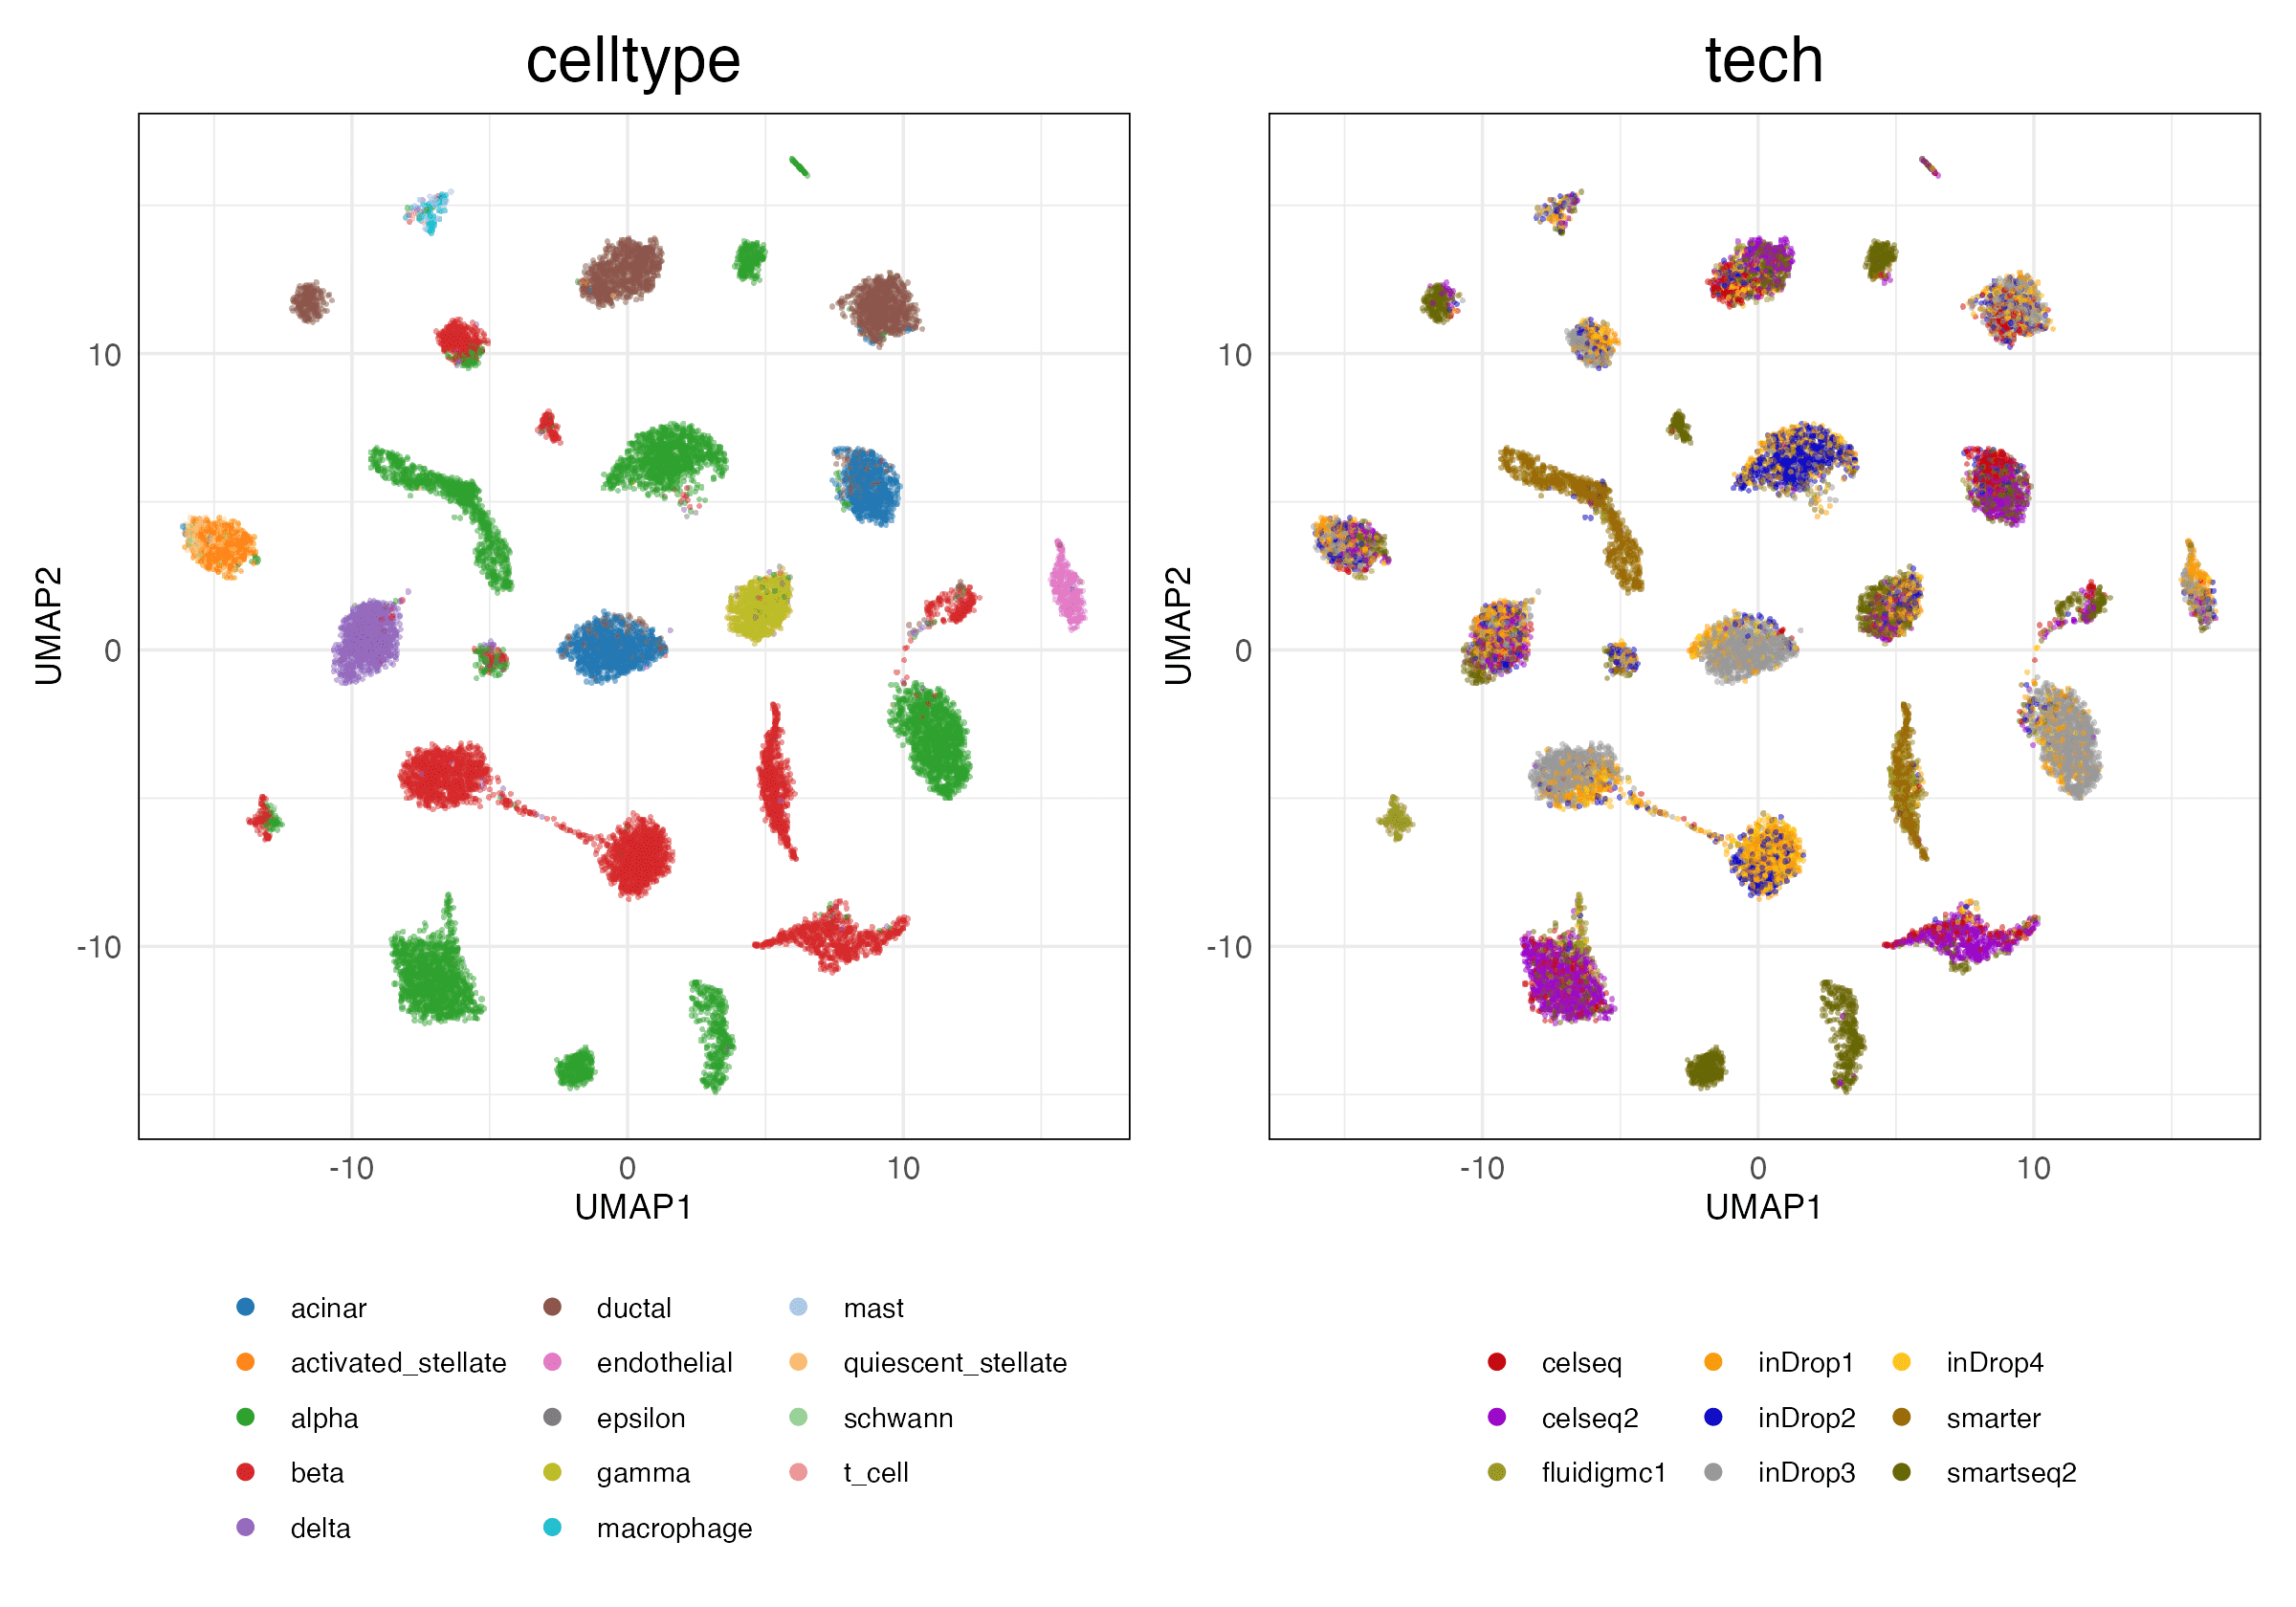 celltype
tech
10
0
-10
UMAP2
-10 0 10
UMAP1
10
0
-10
UMAP2
-10 0 10
UMAP1
acinar ductal mast
activated_stellate endothelial quiescent_stellate
alpha epsilon schwann
beta gamma t_cell
delta macrophage
celseq inDrop1 inDrop4
celseq2 inDrop2 smarter
fluidigmc1 inDrop3 smartseq2